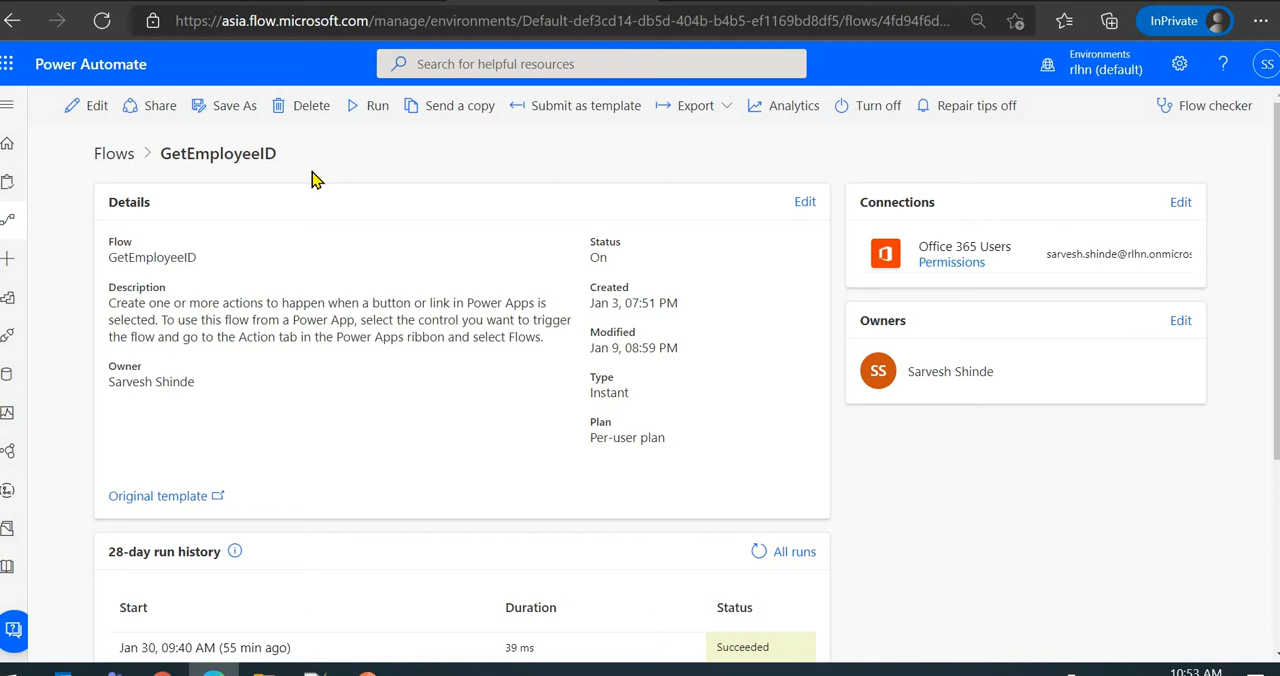 https://asia.flow.microsoft.com/manage/environments/Default-def3cd14-db5d-404b-b4b5-ef1169bd8df5/flows/4fd94f6d...
InPrivate
Power Automate
Search for helpful resources
Environments
rlhn (default)
?
SS
Edit
Share
Save As
Delete
Run
Send a copy
Submit as template
Export
Analytics
Turn off
Repair tips off
Flow checker
Flows > GetEmployeeID
Details
Edit
Flow
GetEmployeeID
Description
Create one or more actions to happen when a button or link in Power Apps is
selected. To use this flow from a Power App, select the control you want to trigger
the flow and go to the Action tab in the Power Apps ribbon and select Flows.
Owner
Sarvesh Shinde
Status
On
Created
Jan 3, 07:51 PM
Modified
Jan 9, 08:59 PM
Type
Instant
Plan
Per-user plan
Original template
Connections
Edit
Office 365 Users
Permissions
sarvesh.shinde@rlhn.onmicros
Owners
Edit
SS
Sarvesh Shinde
28-day run history
All runs
Start
Duration
Status
Jan 30, 09:40 AM (55 min ago)
39 ms
Succeeded
10:53 AM